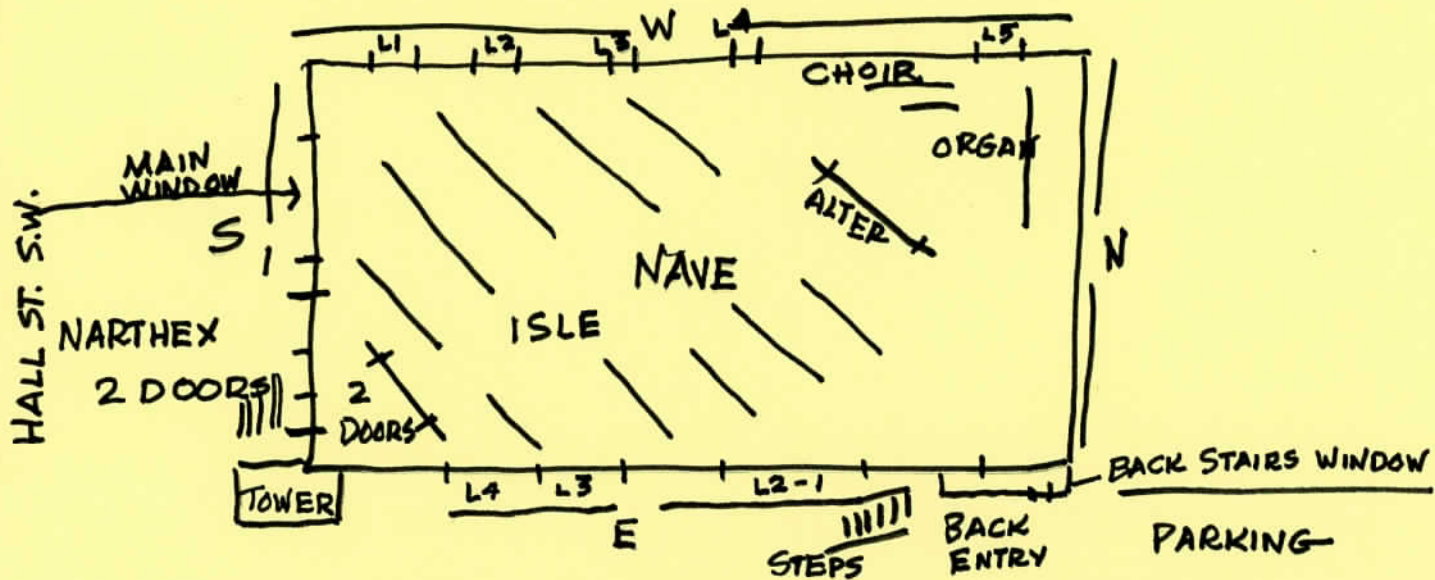 W
L1 L2 L3 L4 L5
CHOIR
ORGAN
MAIN
WINDOW
HALL ST. S.W.
S
ALTER
N
NAVE
ISLE
NARTHEX
2 DOORS
2
DOORS
TOWER
L4 L3 L2-1
E
STEPS
BACK
ENTRY
BACK STAIRS WINDOW
PARKING